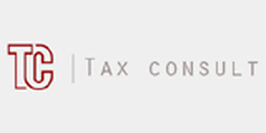 TC | TAX CONSULT